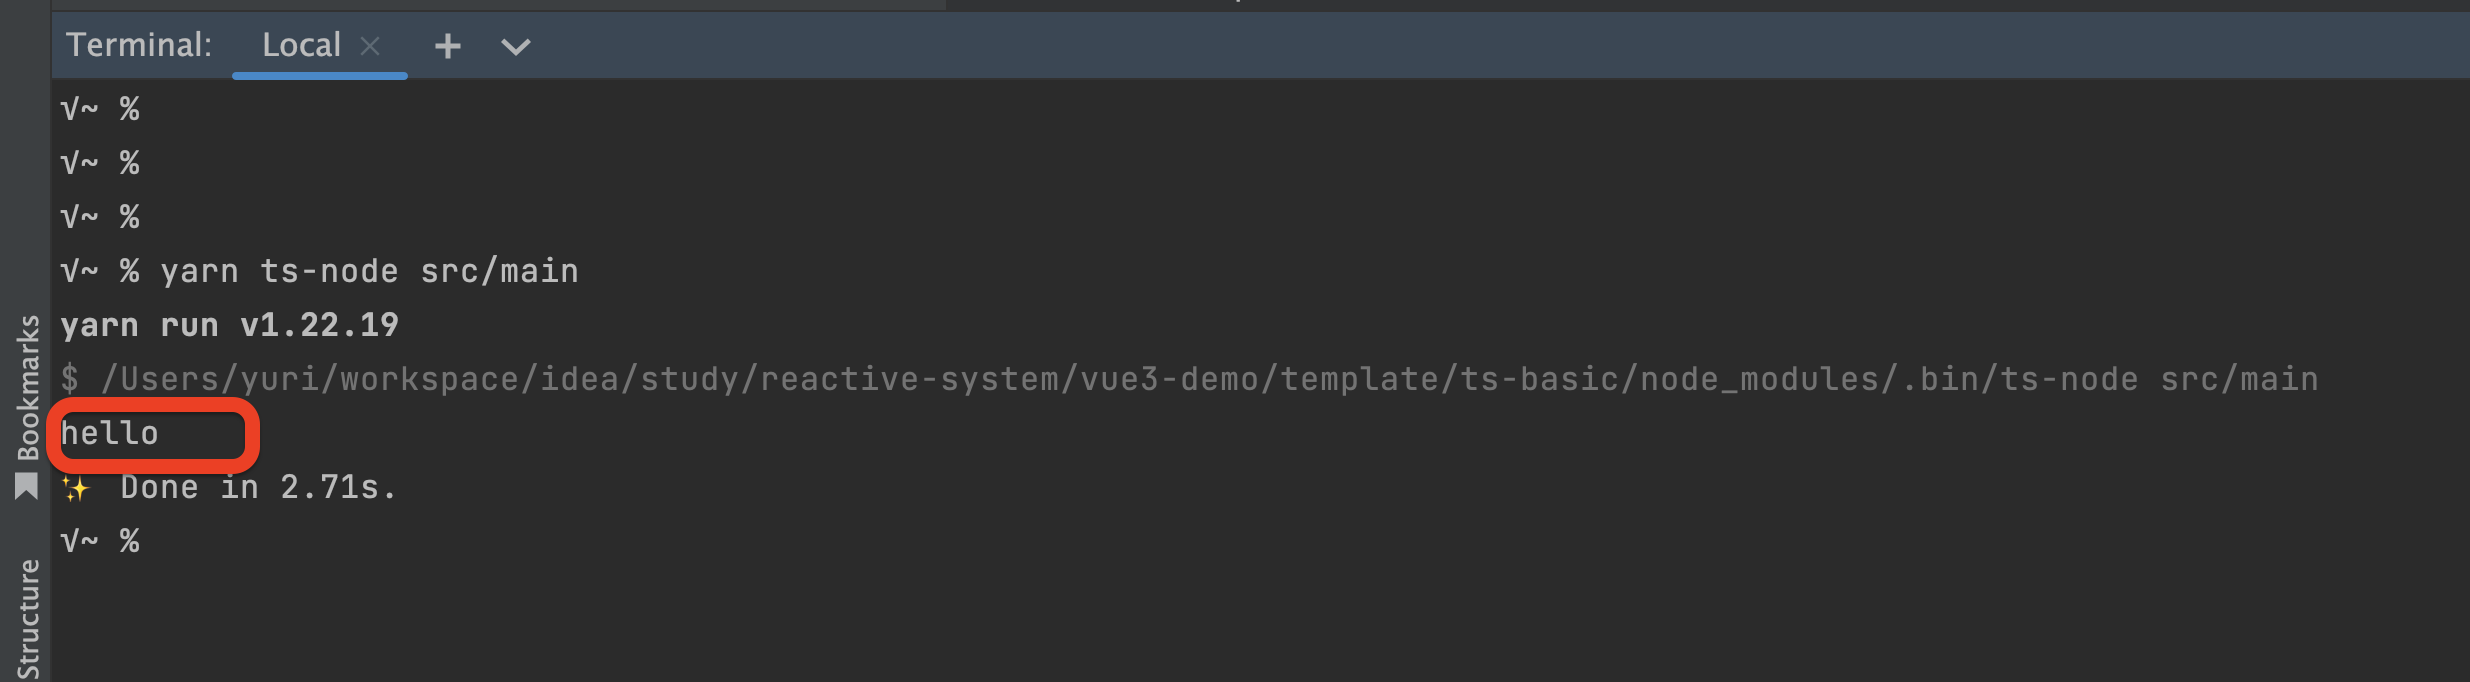 Terminal: Local × + 
√~ %
√~ %
√~ %
√~ % yarn ts-node src/main
yarn run v1.22.19
$ /Users/yuri/workspace/idea/study/reactive-system/vue3-demo/template/ts-basic/node_modules/.bin/ts-node src/main
hello
✨ Done in 2.71s.
√~ %
Bookmarks
Structure